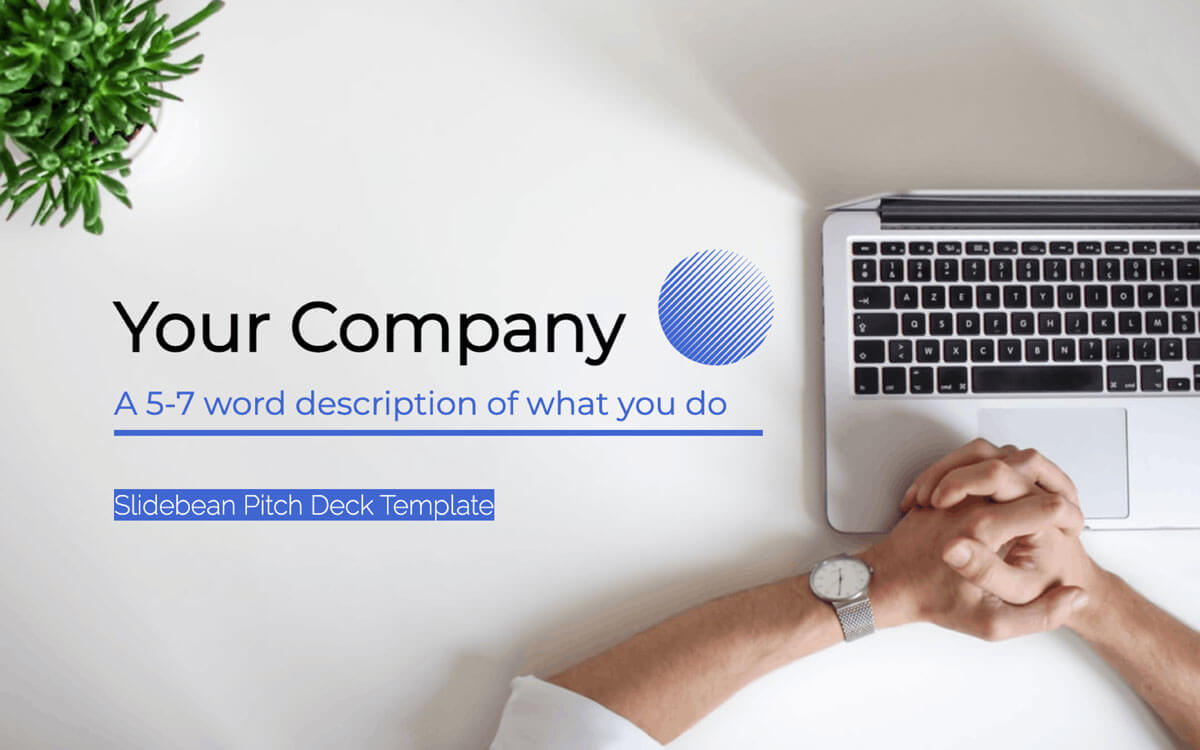 Your Company
A 5-7 word description of what you do
Slidebean Pitch Deck Template